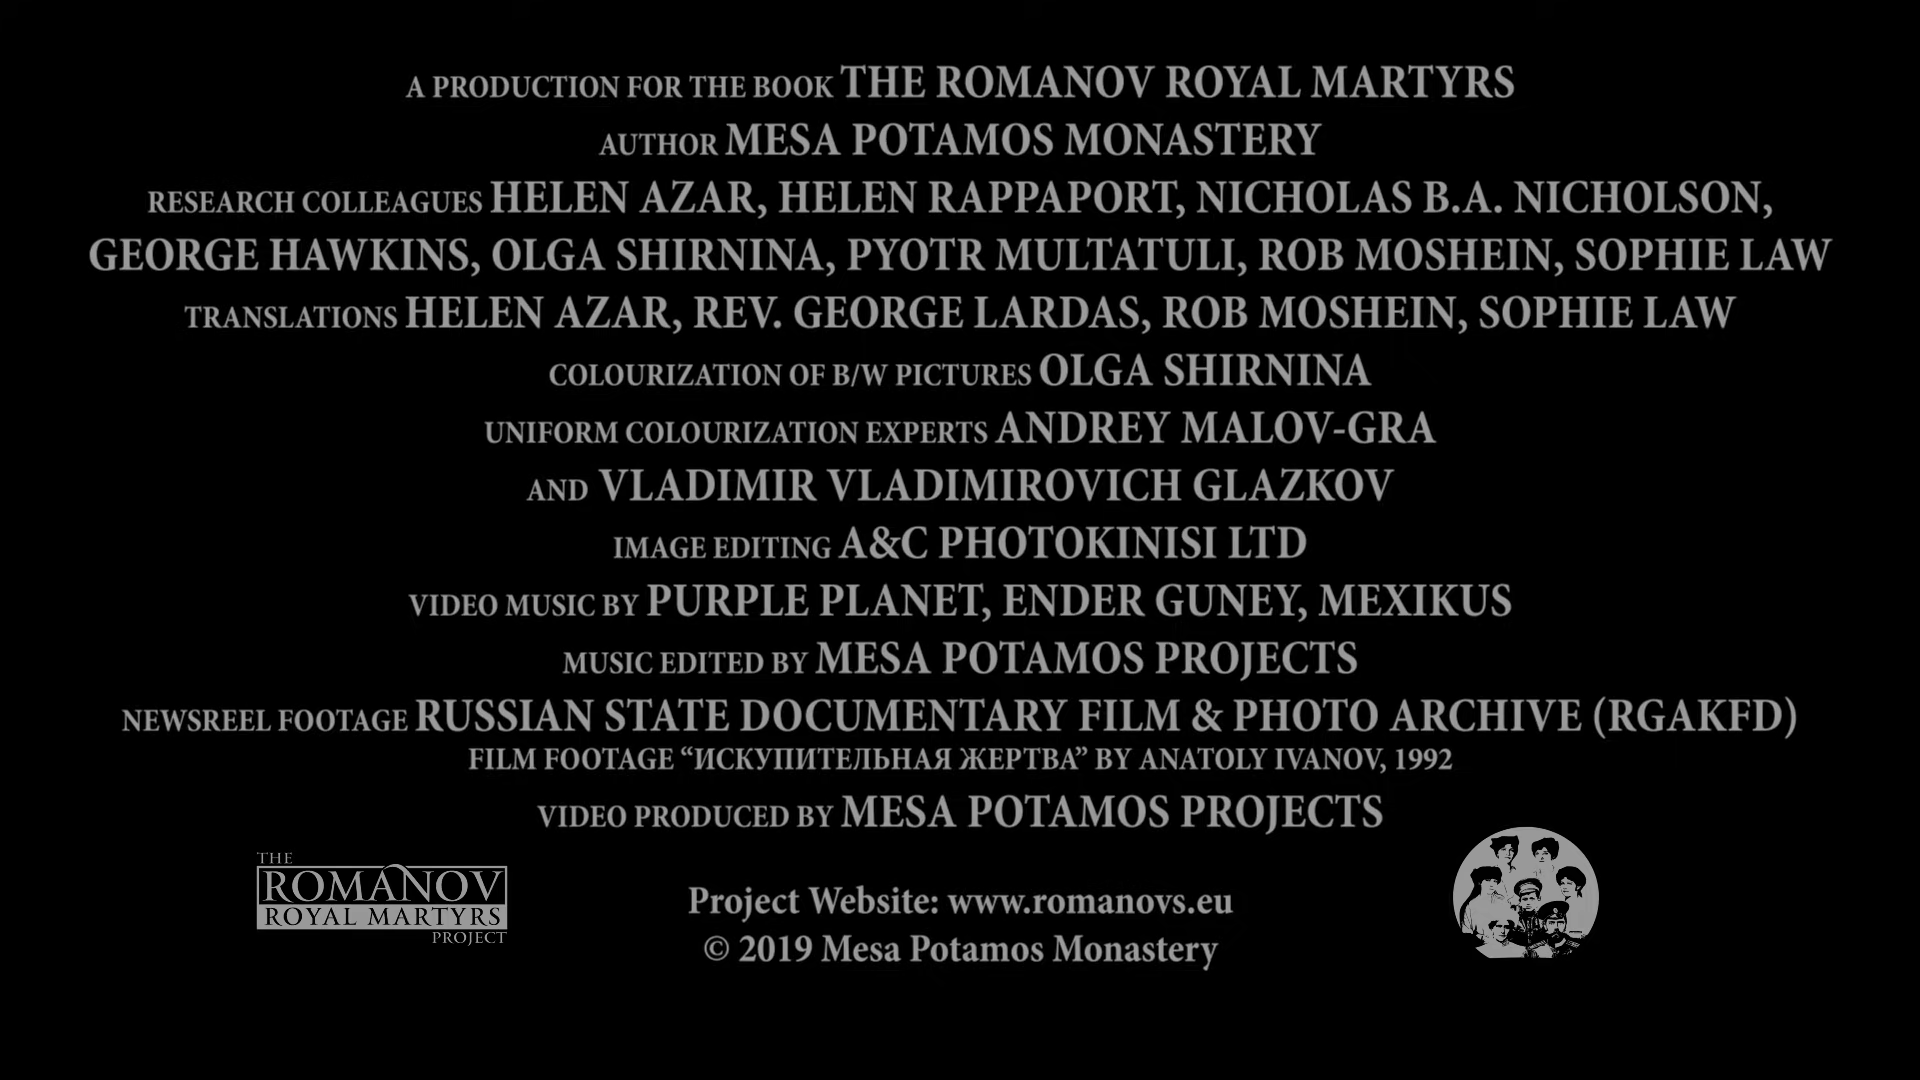 A PRODUCTION FOR THE BOOK THE ROMANOV ROYAL MARTYRS
AUTHOR MESA POTAMOS MONASTERY
RESEARCH COLLEAGUES HELEN AZAR, HELEN RAPPAPORT, NICHOLAS B.A. NICHOLSON,
GEORGE HAWKINS, OLGA SHIRNINA, PYOTR MULTATULI, ROB MOSHEIN, SOPHIE LAW
TRANSLATIONS HELEN AZAR, REV. GEORGE LARDAS, ROB MOSHEIN, SOPHIE LAW
COLOURIZATION OF B/W PICTURES OLGA SHIRNINA
UNIFORM COLOURIZATION EXPERTS ANDREY MALOV-GRA
AND VLADIMIR VLADIMIROVICH GLAZKOV
IMAGE EDITING A&C PHOTOKINISI LTD
VIDEO MUSIC BY PURPLE PLANET, ENDER GUNEY, MEXIKUS
MUSIC EDITED BY MESA POTAMOS PROJECTS
NEWSREEL FOOTAGE RUSSIAN STATE DOCUMENTARY FILM & PHOTO ARCHIVE (RGAKFD)
FILM FOOTAGE “ИСКУПИТЕЛЬНАЯ ЖЕРТВА” BY ANATOLY IVANOV, 1992
VIDEO PRODUCED BY MESA POTAMOS PROJECTS
THE
ROMANOV
ROYAL MARTYRS
PROJECT
Project Website: www.romanovs.eu
© 2019 Mesa Potamos Monastery